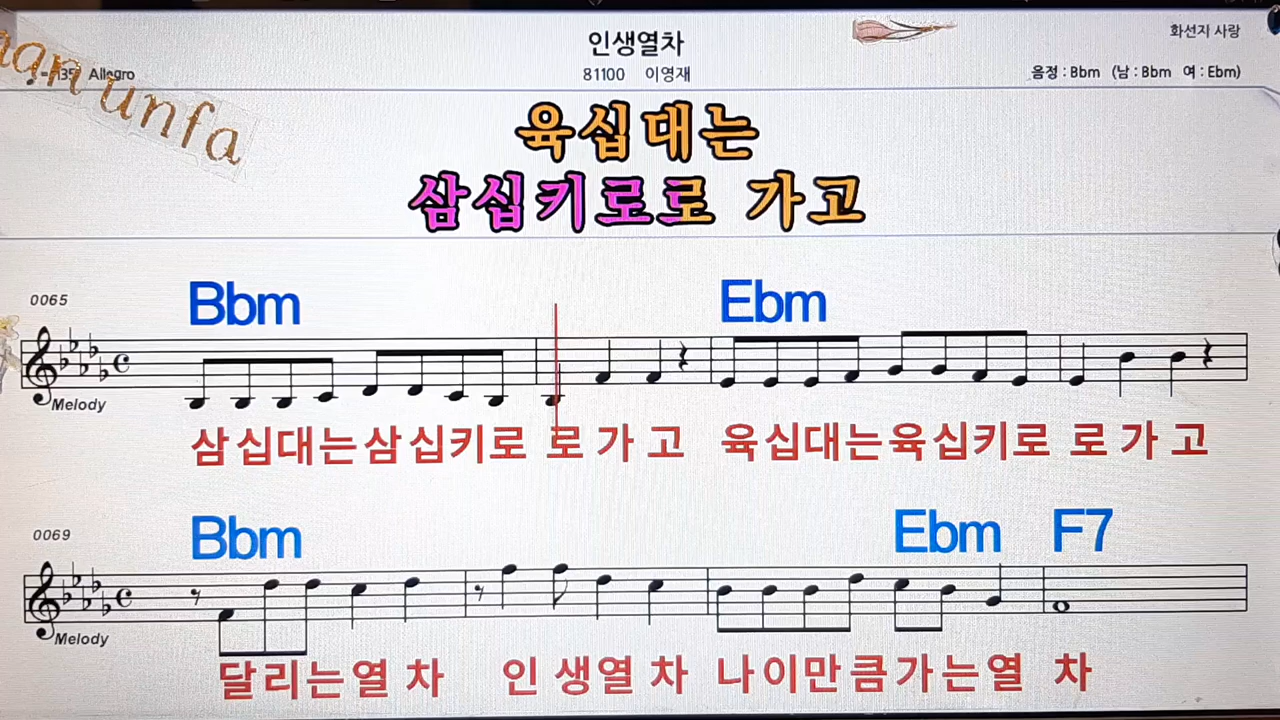 인생열차
화선지 사랑
81100 이영재
Allegro
음정 : Bbm (남 : Bbm 여 : Ebm)
unfa
육십대는
삼십키로로 가고
0065
Bbm Ebm
Melody
삼십대는삼십키로 로가고 육십대는육십키로 로가고
0069
Bbm Ebm F7
Melody
달리는열차 인생열차 나이만큼가는열 차